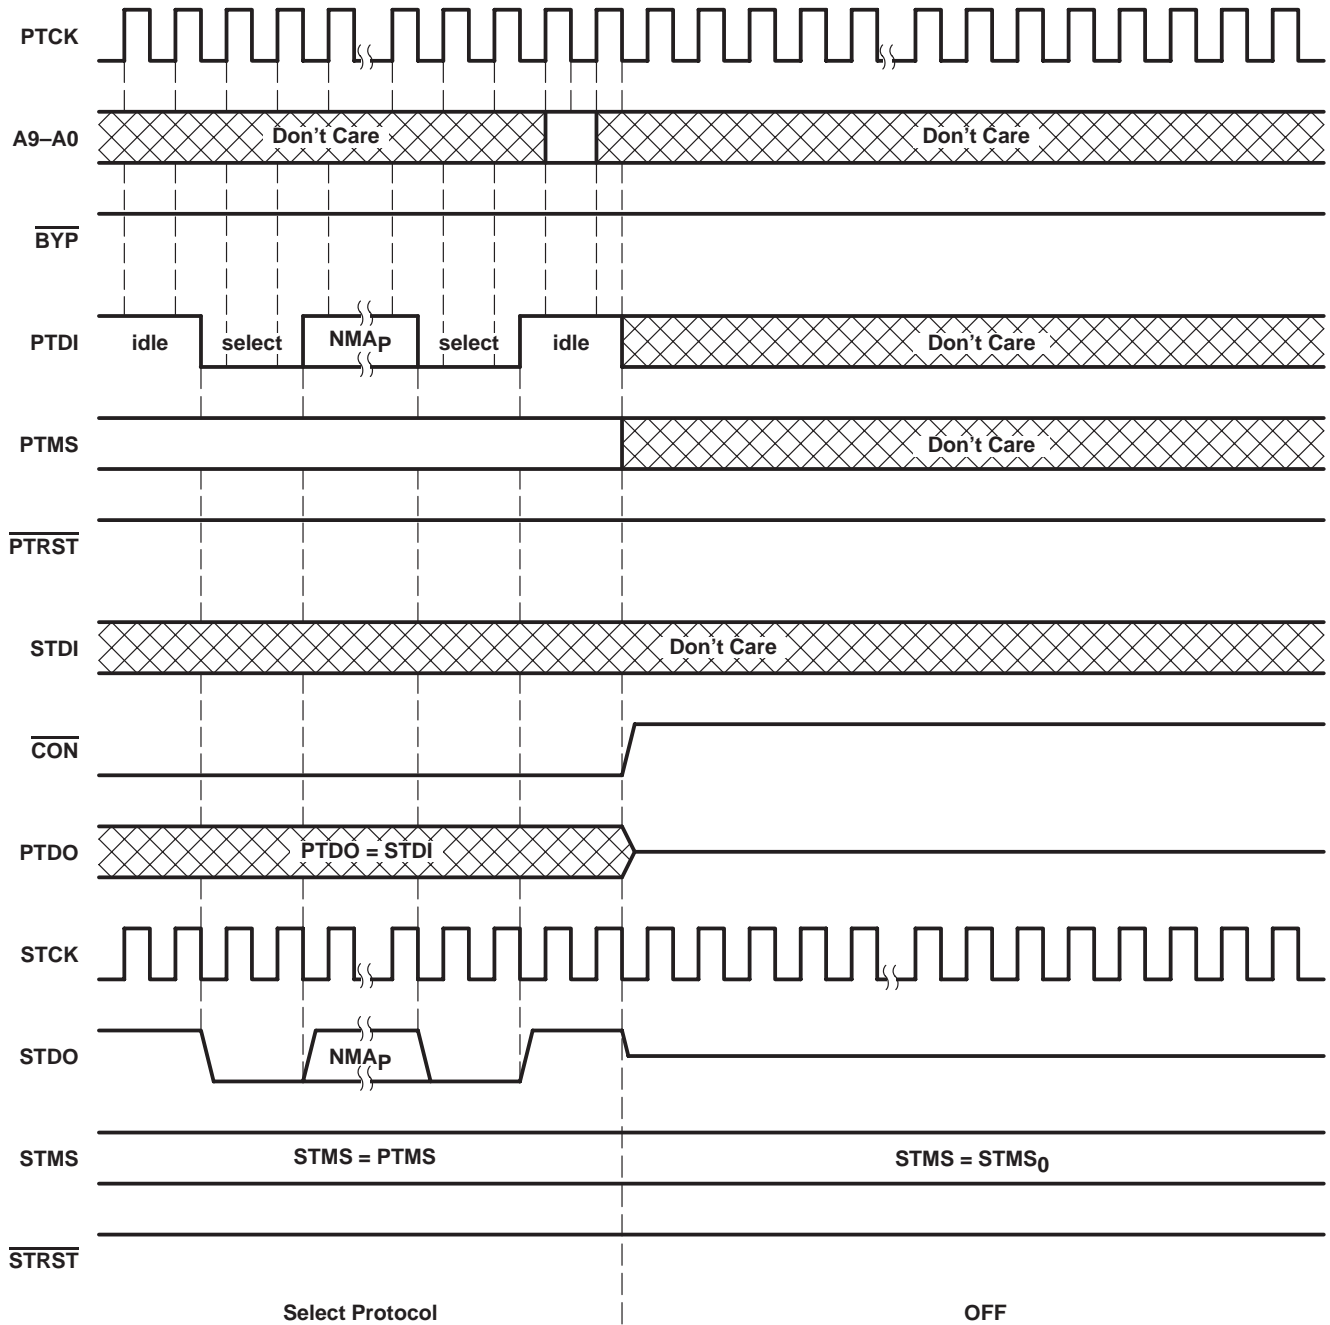 PTCK
A9–A0 Don't Care Don't Care
BYP
PTDI idle select NMAP select idle Don't Care
PTMS Don't Care
PTRST
STDI Don't Care
CON
PTDO PTDO = STDI
STCK
STDO NMAP
STMS STMS = PTMS STMS = STMS0
STRST
Select Protocol OFF